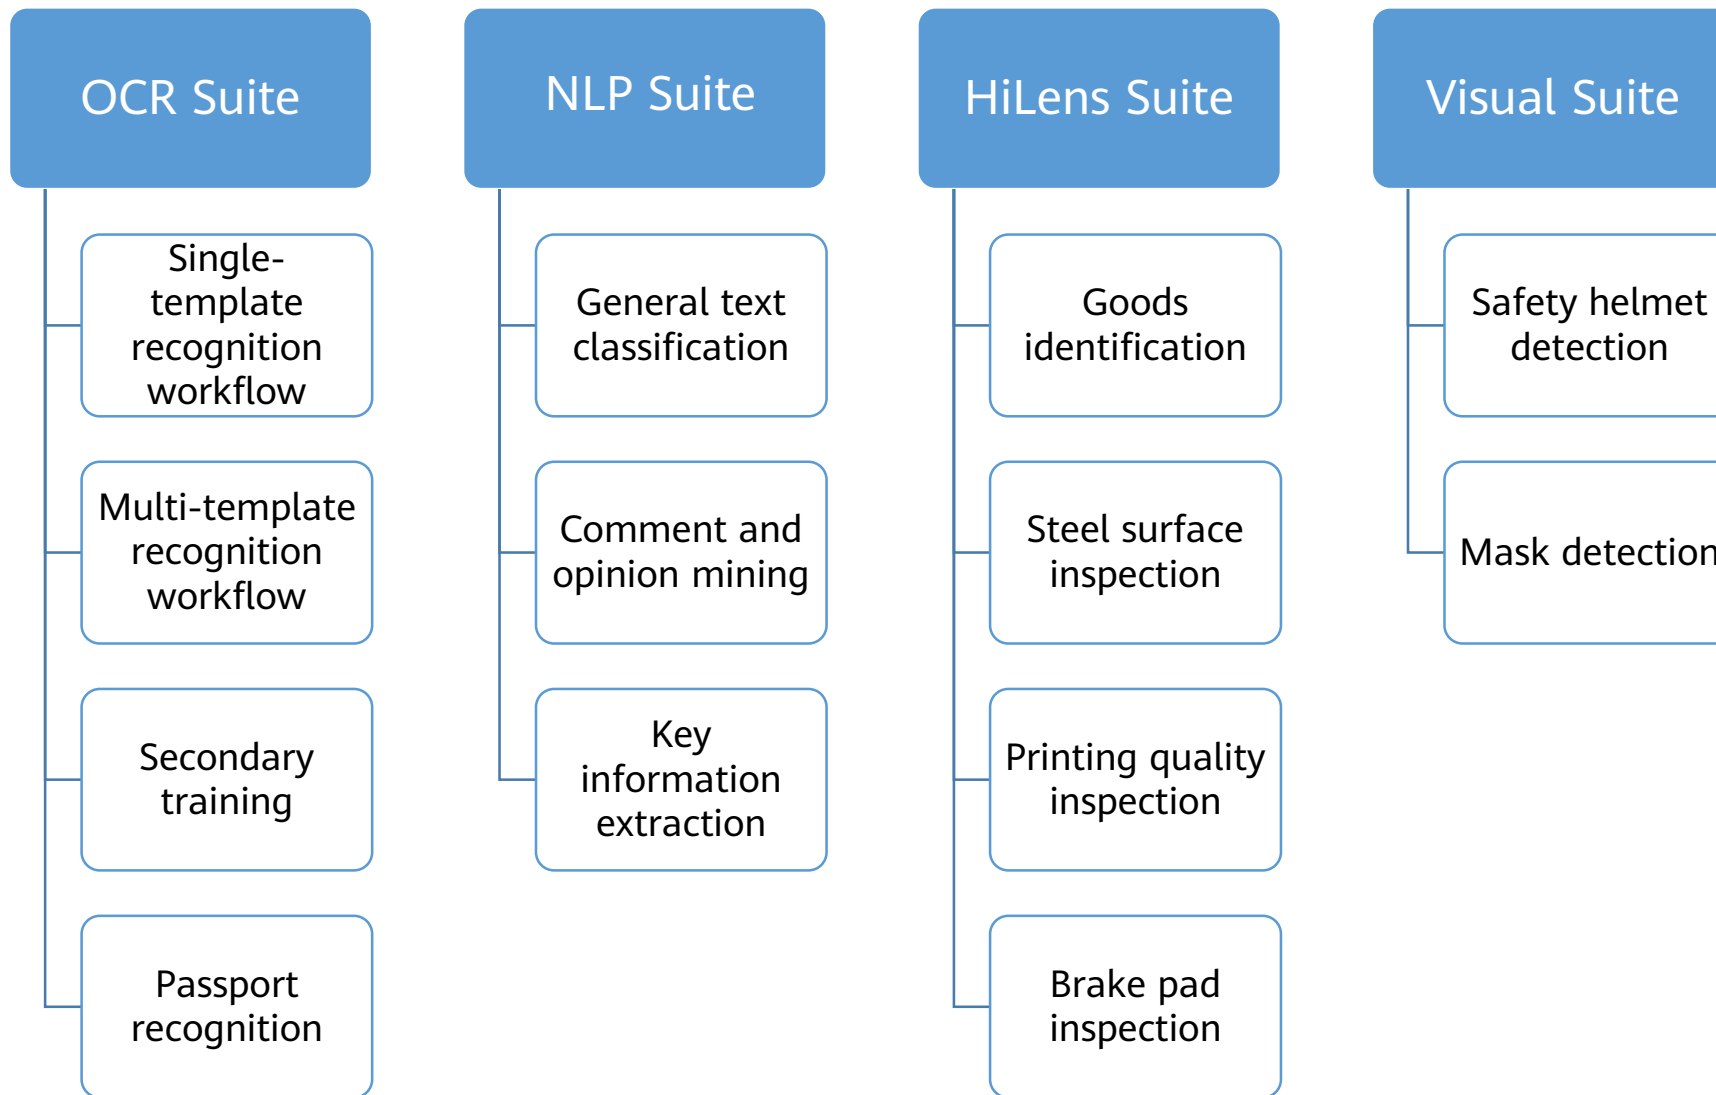 OCR Suite
Single-
template
recognition
workflow
Multi-template
recognition
workflow
Secondary
training
Passport
recognition
NLP Suite
General text
classification
Comment and
opinion mining
Key
information
extraction
HiLens Suite
Goods
identification
Steel surface
inspection
Printing quality
inspection
Brake pad
inspection
Visual Suite
Safety helmet
detection
Mask detection